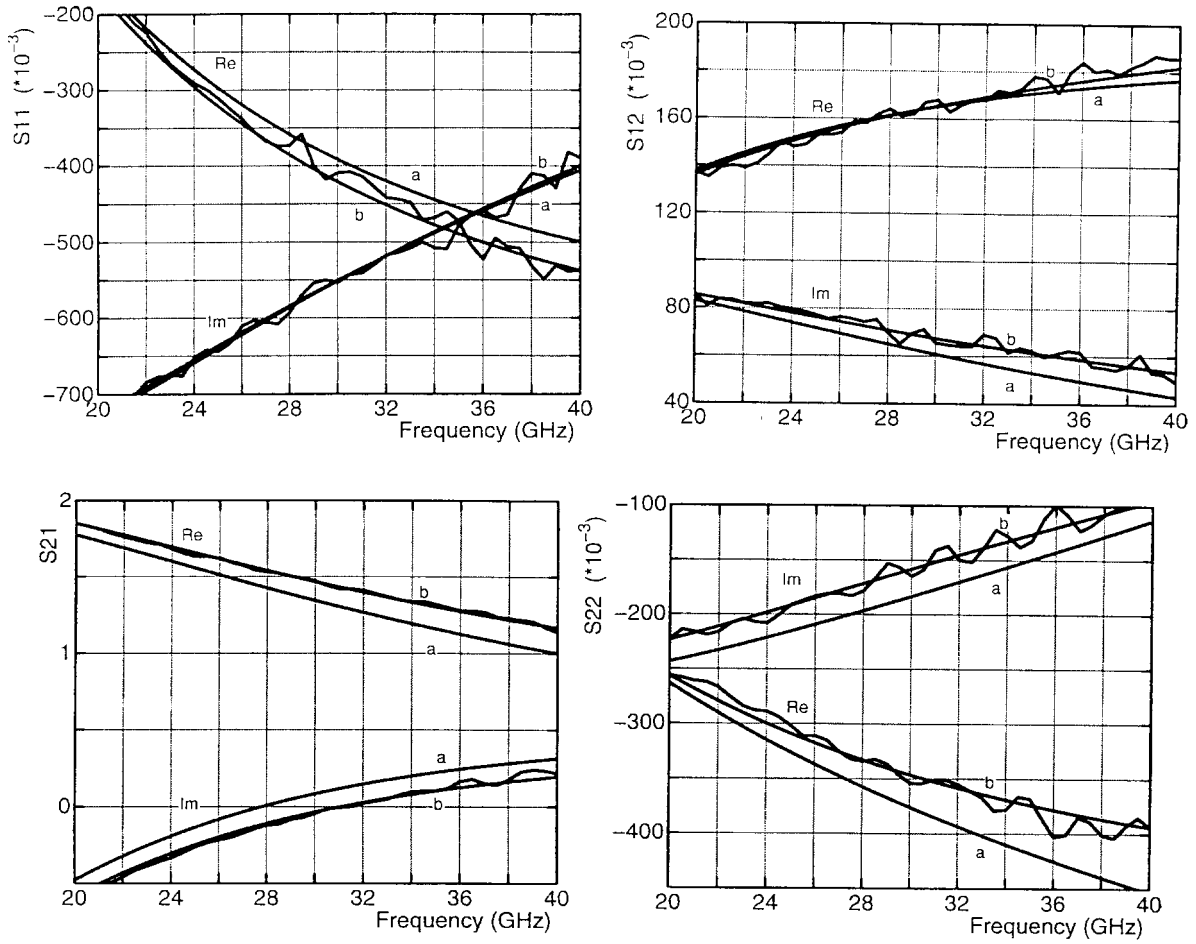 S11 (*10⁻³)
-200
-300
-400
-500
-600
-700
Re
a
b
b
a
Im
20 24 28 32 36 40
Frequency (GHz)
S12 (*10⁻³)
200
160
120
80
40
Re
b
a
Im
b
a
20 24 28 32 36 40
Frequency (GHz)
S21
2
1
0
Re
b
a
Im
a
b
20 24 28 32 36 40
Frequency (GHz)
S22 (*10⁻³)
-100
-200
-300
-400
Im
b
a
Re
b
a
20 24 28 32 36 40
Frequency (GHz)